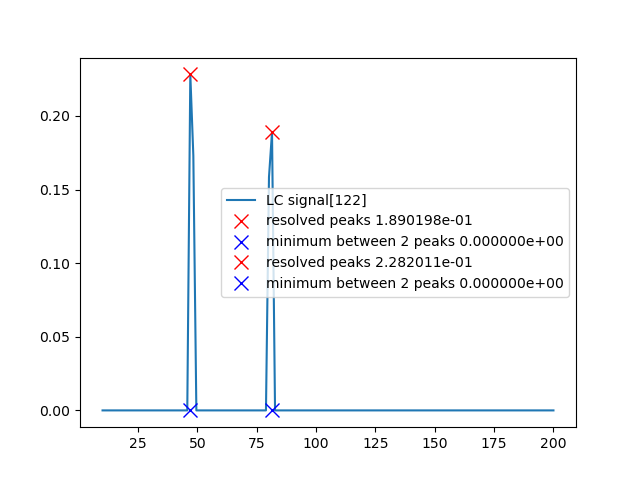 0.20
0.15
0.10
0.05
0.00
LC signal[122]
resolved peaks 1.890198e-01
minimum between 2 peaks 0.000000e+00
resolved peaks 2.282011e-01
minimum between 2 peaks 0.000000e+00
25 50 75 100 125 150 175 200